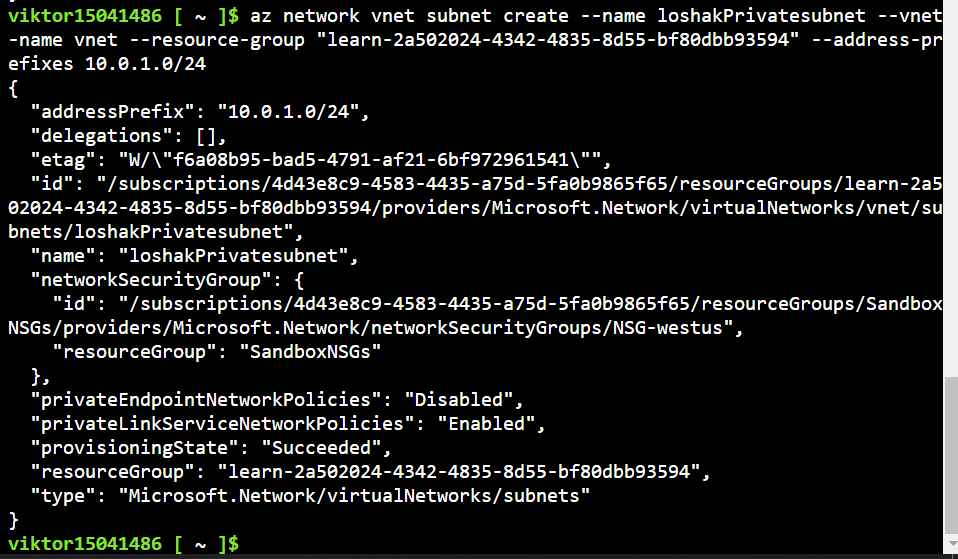 viktor15041486 [ ~ ]$ az network vnet subnet create --name loshakPrivatesubnet --vnet
-name vnet --resource-group "learn-2a502024-4342-4835-8d55-bf80dbb93594" --address-pr
efixes 10.0.1.0/24
{
  "addressPrefix": "10.0.1.0/24",
  "delegations": [],
  "etag": "W/\"f6a08b95-bad5-4791-af21-6bf972961541\"",
  "id": "/subscriptions/4d43e8c9-4583-4435-a75d-5fa0b9865f65/resourceGroups/learn-2a5
02024-4342-4835-8d55-bf80dbb93594/providers/Microsoft.Network/virtualNetworks/vnet/su
bnets/loshakPrivatesubnet",
  "name": "loshakPrivatesubnet",
  "networkSecurityGroup": {
    "id": "/subscriptions/4d43e8c9-4583-4435-a75d-5fa0b9865f65/resourceGroups/Sandbox
NSGs/providers/Microsoft.Network/networkSecurityGroups/NSG-westus",
    "resourceGroup": "SandboxNSGs"
  },
  "privateEndpointNetworkPolicies": "Disabled",
  "privateLinkServiceNetworkPolicies": "Enabled",
  "provisioningState": "Succeeded",
  "resourceGroup": "learn-2a502024-4342-4835-8d55-bf80dbb93594",
  "type": "Microsoft.Network/virtualNetworks/subnets"
}
viktor15041486 [ ~ ]$